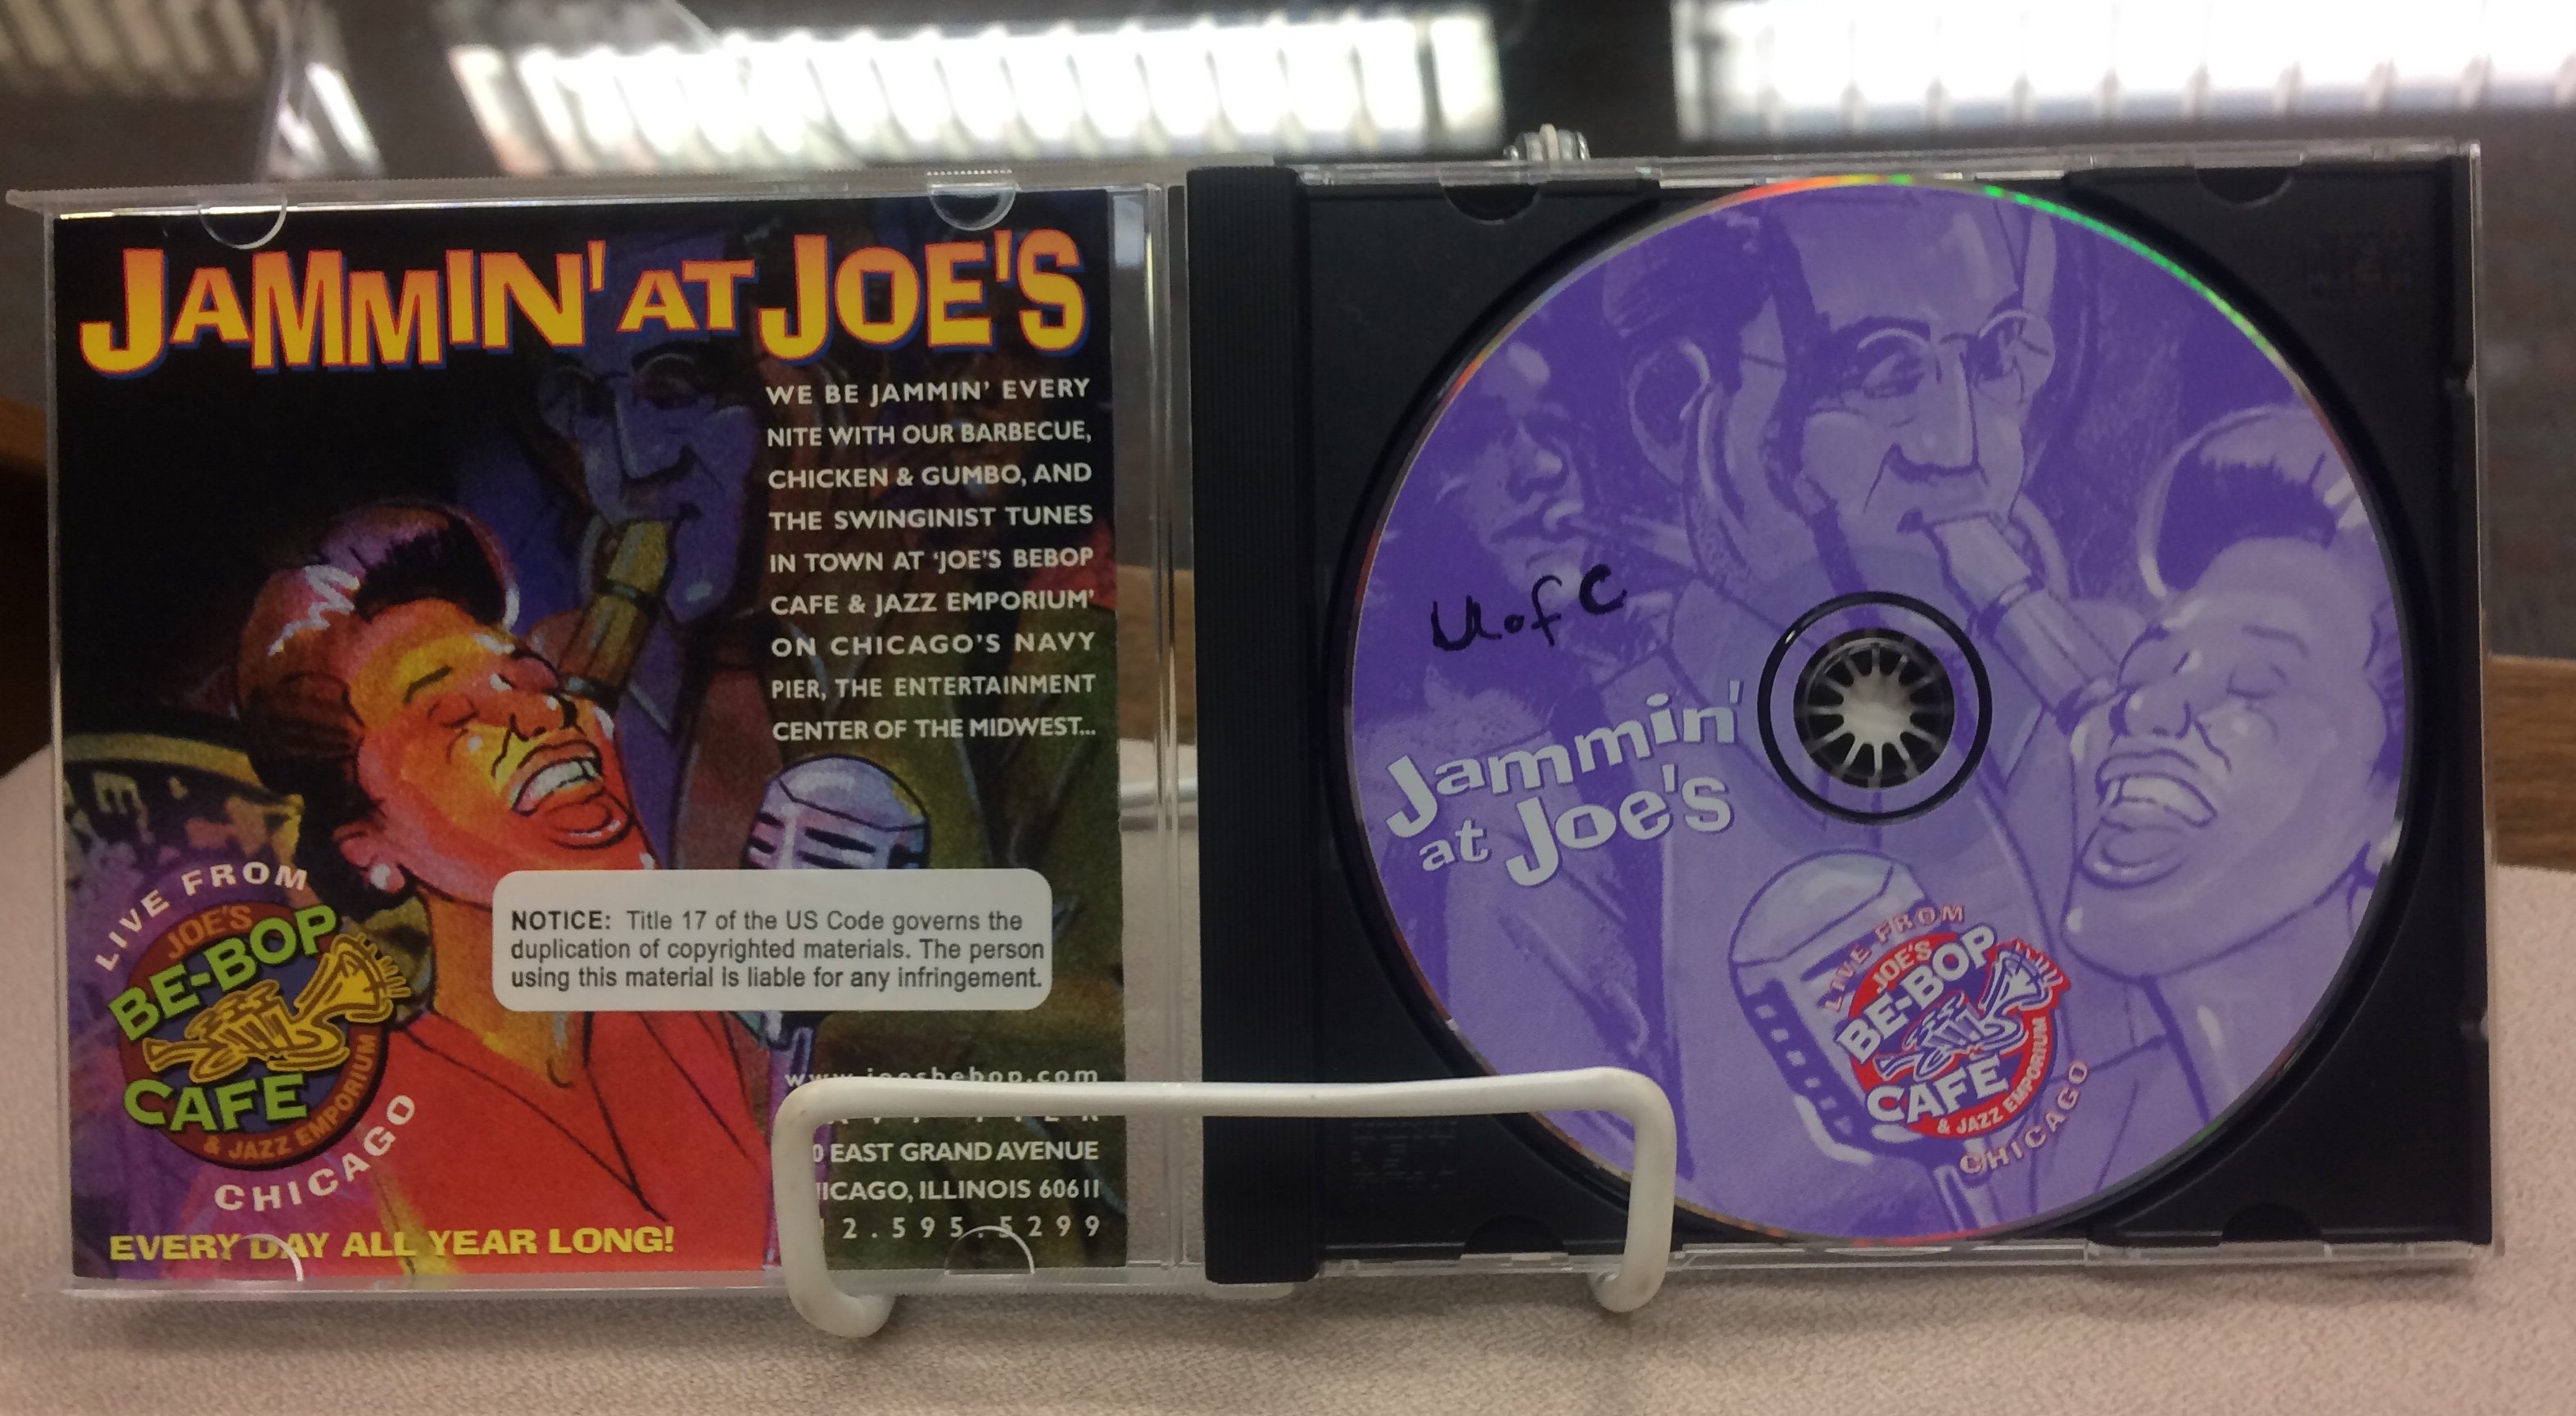 JAMMIN' AT JOE'S
WE BE JAMMIN' EVERY
NITE WITH OUR BARBECUE,
CHICKEN & GUMBO, AND
THE SWINGINIST TUNES
IN TOWN AT 'JOE'S BEBOP
CAFE & JAZZ EMPORIUM'
ON CHICAGO'S NAVY
PIER, THE ENTERTAINMENT
CENTER OF THE MIDWEST...
NOTICE: Title 17 of the US Code governs the
duplication of copyrighted materials. The person
using this material is liable for any infringement.
LIVE FROM
JOE'S
BE-BOP
CAFE
& JAZZ EMPORIUM
CHICAGO
EVERY DAY ALL YEAR LONG!
www.joesbebop.com
0 EAST GRAND AVENUE
ICAGO, ILLINOIS 60611
2.595.5299
U of C
Jammin'
at Joe's
LIVE FROM
JOE'S
BE-BOP
CAFE
& JAZZ EMPORIUM
CHICAGO